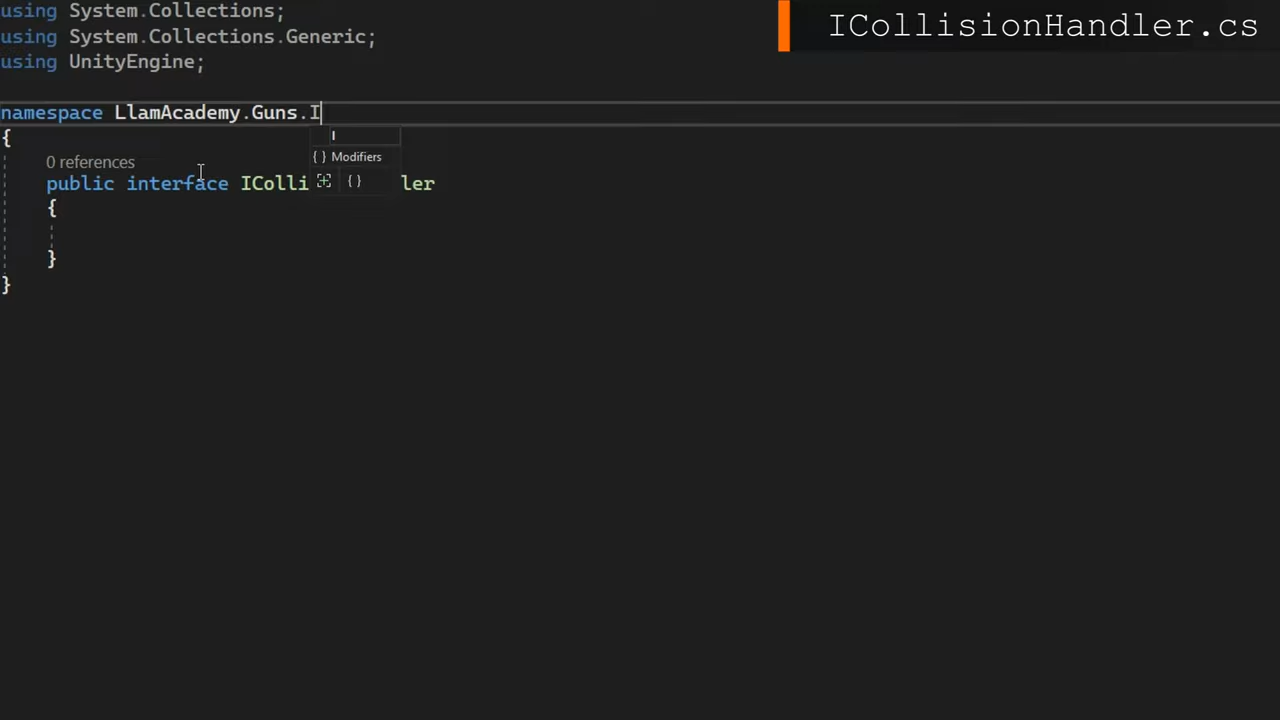 using System.Collections;
ICollisionHandler.cs
using System.Collections.Generic;
using UnityEngine;
namespace LlamAcademy.Guns.I
{
I
{ } Modifiers
0 references
public interface IColli ler
{ }
{
}
}